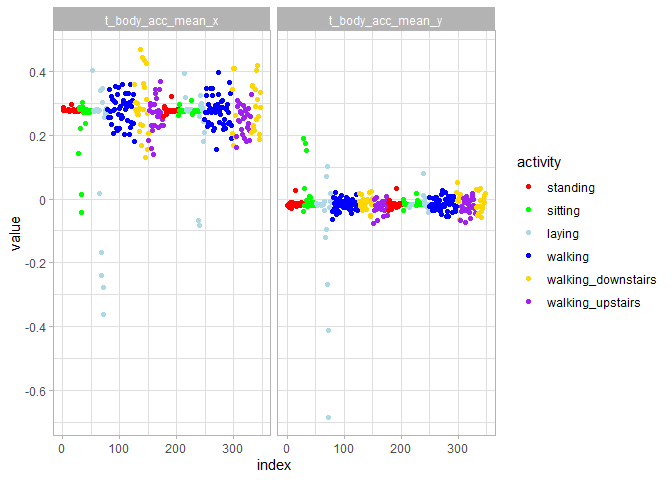 t_body_acc_mean_x
t_body_acc_mean_y
0.4
0.2
0
-0.2
-0.4
-0.6
value
0 100 200 300
0 100 200 300
index
activity
standing
sitting
laying
walking
walking_downstairs
walking_upstairs